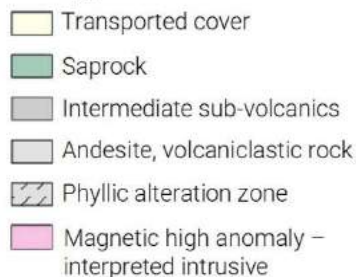 Transported cover
Saprock
Intermediate sub-volcanics
Andesite, volcaniclastic rock
Phyllic alteration zone
Magnetic high anomaly –
interpreted intrusive